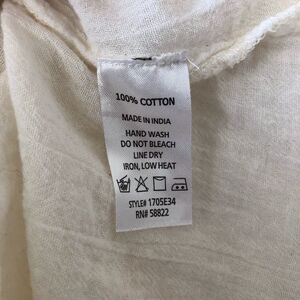 100% COTTON
MADE IN INDIA
HAND WASH
DO NOT BLEACH
LINE DRY
IRON, LOW HEAT
STYLE# 1705E34
RN# 58822